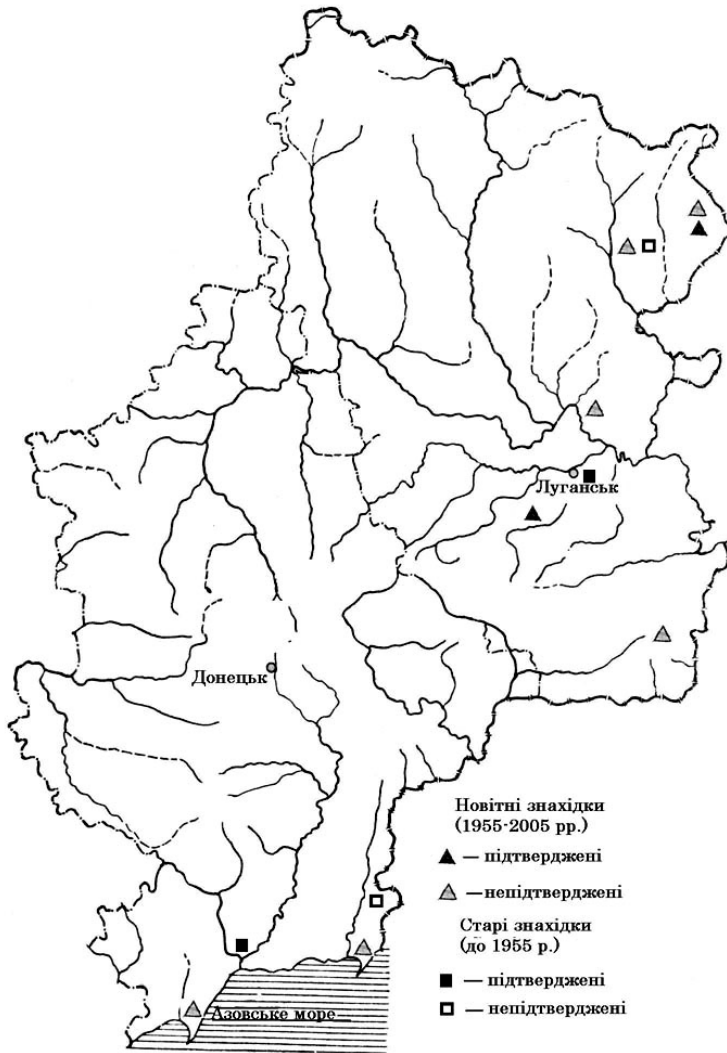 Луганськ
Донецьк
Новітні знахідки
(1955-2005 рр.)
— підтверджені
— непідтверджені
Старі знахідки
(до 1955 р.)
— підтверджені
— непідтверджені
Азовське море